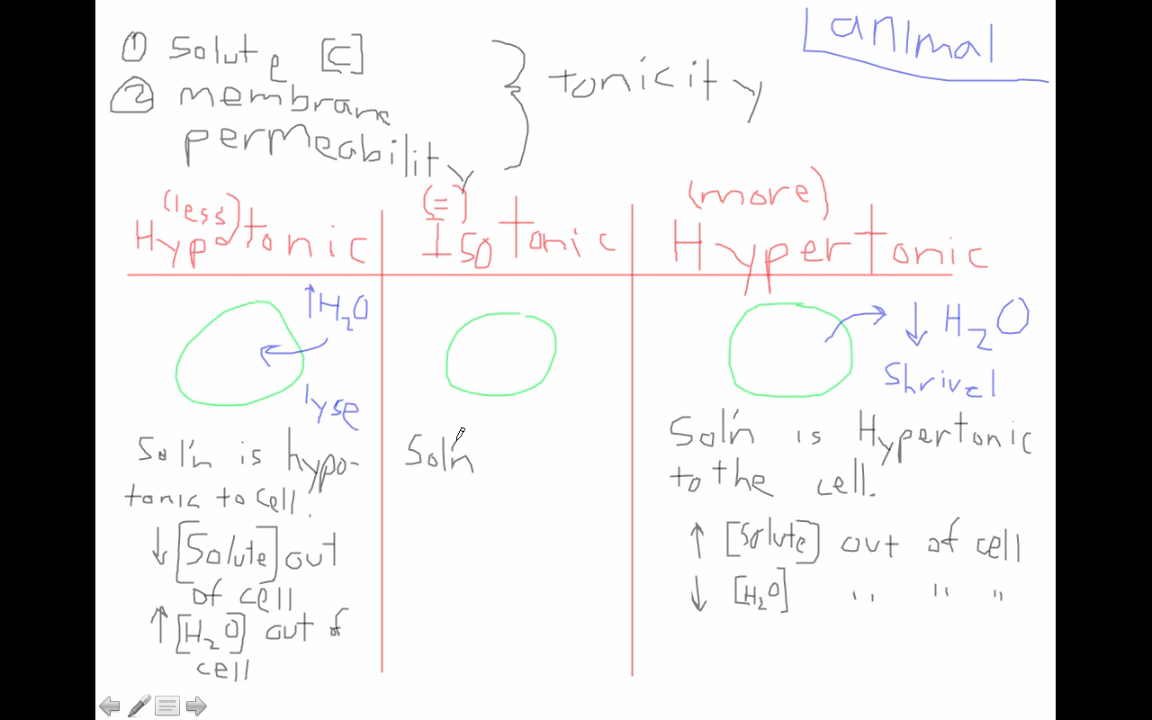 ① Solute [C]
② membrane
permeability
} tonicity
animal
(less)
Hypotonic
(=)
Isotonic
(more)
Hypertonic
↑H₂O
lyse
↓ H₂O
Shrivel
Sol'n is hypo-
tonic to cell.
↓ [Solute] out
of cell
↑ [H₂O] out of
cell
Sol'n
Sol'n is Hypertonic
to the cell.
↑ [Solute] out of cell
↓ [H₂O] " " "